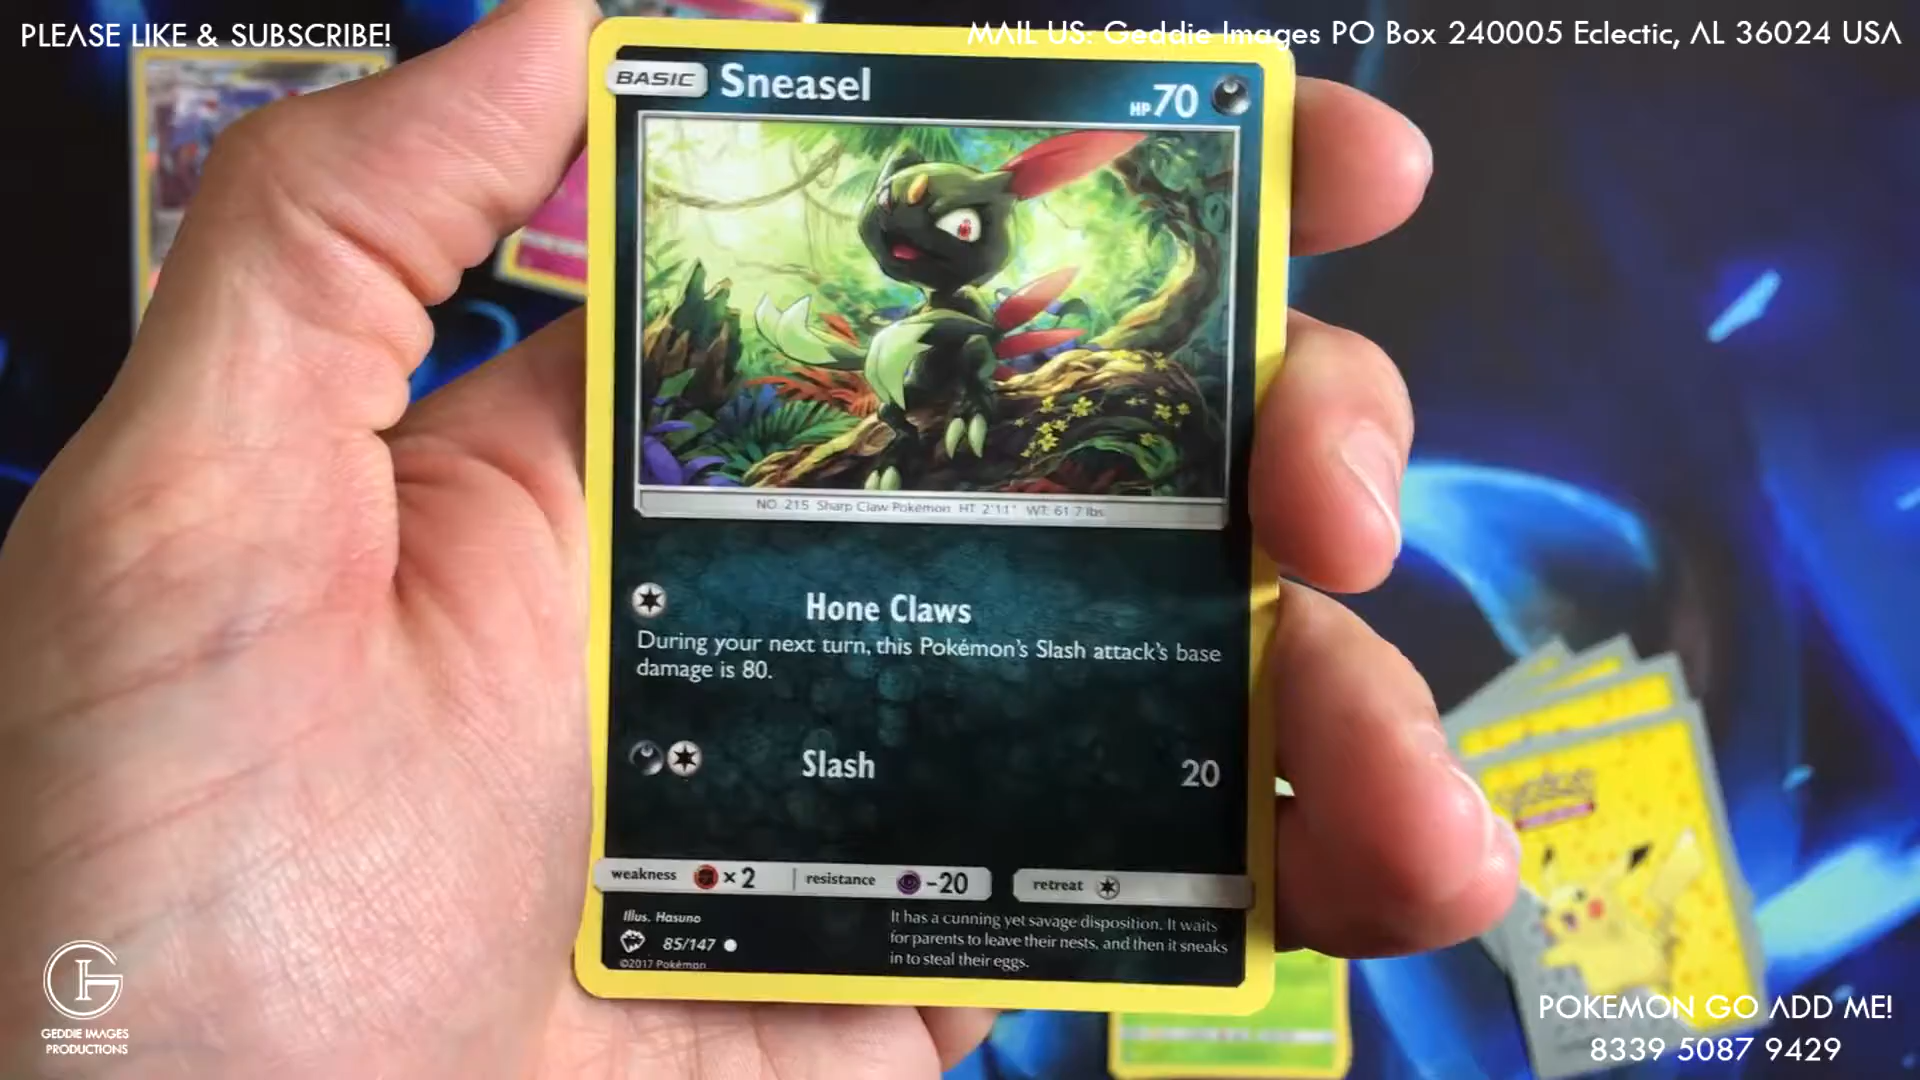 PLEASE LIKE & SUBSCRIBE!
MAIL US: Geddie Images PO Box 240005 Eclectic, AL 36024 USA
BASIC Sneasel HP 70
NO. 215 Sharp Claw Pokémon HT: 2'11" WT: 61.7 lbs
Hone Claws
During your next turn, this Pokémon's Slash attack's base
damage is 80.
Slash 20
weakness ×2 resistance -20 retreat
Illus. Hasuno
85/147
©2017 Pokémon
It has a cunning yet savage disposition. It waits
for parents to leave their nests, and then it sneaks
in to steal their eggs.
GEDDIE IMAGES
PRODUCTIONS
POKEMON GO ADD ME!
8339 5087 9429